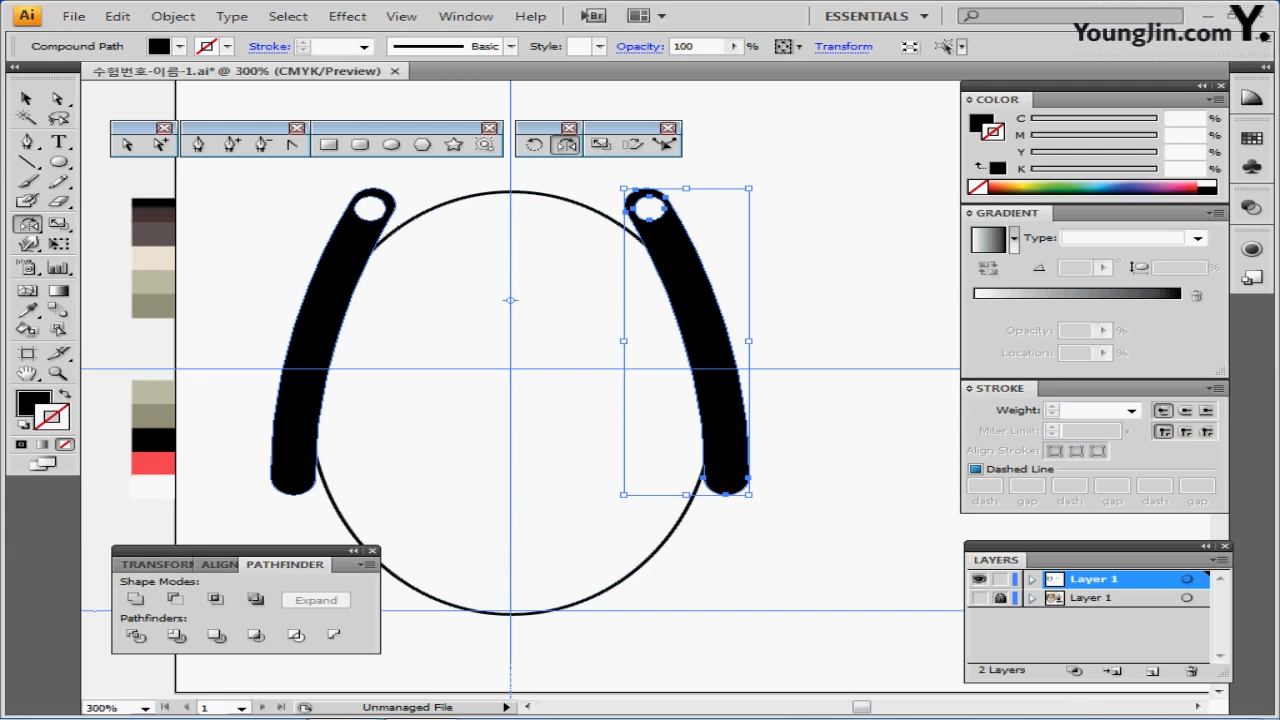 Ai File Edit Object Type Select Effect View Window Help Br ESSENTIALS
YoungJin.com Y.
Compound Path Stroke: Basic Style: Opacity: 100 % Transform
수험번호-이름-1.ai* @ 300% (CMYK/Preview)
COLOR
C %
M %
Y %
K %
GRADIENT
Type:
° %
Opacity: %
Location: %
STROKE
Weight:
Miter Limit: x
Align Stroke:
Dashed Line
dash gap dash gap dash gap
TRANSFORM ALIGN PATHFINDER
Shape Modes:
Expand
Pathfinders:
LAYERS
Layer 1
Layer 1
2 Layers
300% 1 Unmanaged File